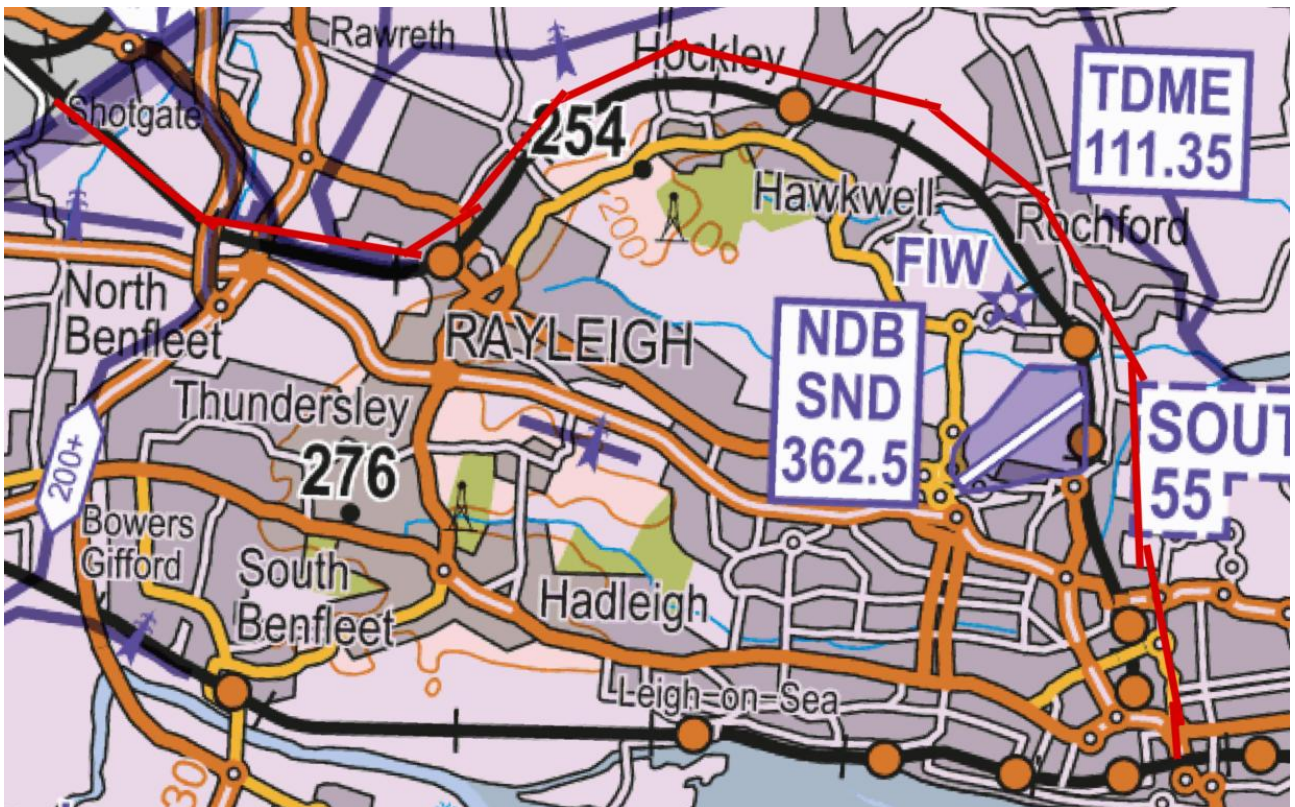 Rawreth
Hockley
Shotgate
254
TDME
111.35
Hawkwell
200
Rochford
FIW
North
Benfleet
RAYLEIGH
NDB
SND
362.5
Thundersley
276
SOUT
55
200+
Bowers
Gifford
South
Benfleet
Hadleigh
Leigh-on-Sea
30